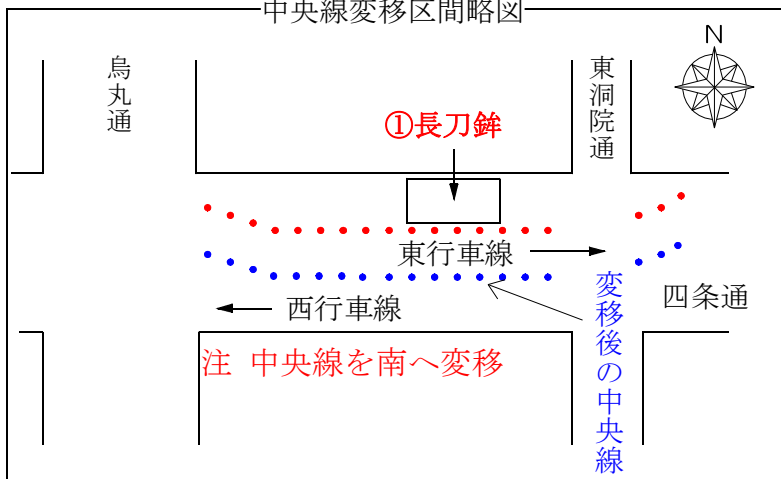 中央線変移区間略図
N
烏丸通
東洞院通
①長刀鉾
東行車線
西行車線
四条通
変移後の中央線
注 中央線を南へ変移